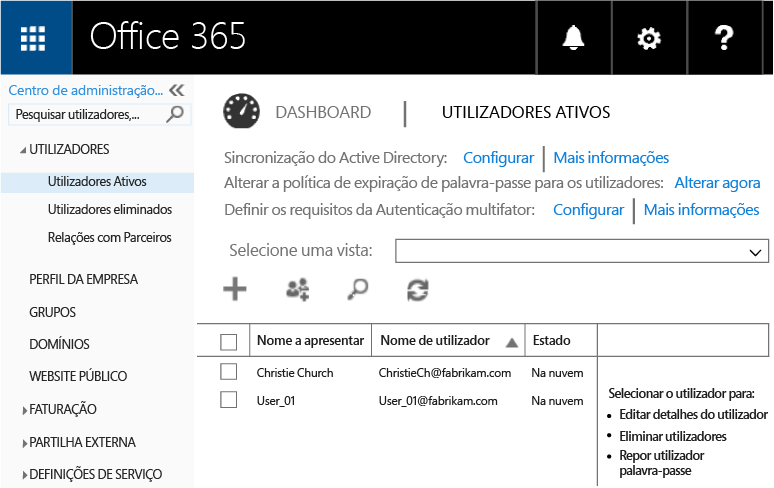 Office 365
?
Centro de administração...
Pesquisar utilizadores,...
UTILIZADORES
Utilizadores Ativos
Utilizadores eliminados
Relações com Parceiros
PERFIL DA EMPRESA
GRUPOS
DOMÍNIOS
WEBSITE PÚBLICO
FATURAÇÃO
PARTILHA EXTERNA
DEFINIÇÕES DE SERVIÇO
DASHBOARD | UTILIZADORES ATIVOS
Sincronização do Active Directory: Configurar | Mais informações
Alterar a política de expiração de palavra-passe para os utilizadores: Alterar agora
Definir os requisitos da Autenticação multifator: Configurar | Mais informações
Selecione uma vista:
Nome a apresentar Nome de utilizador Estado
Christie Church ChristieCh@fabrikam.com Na nuvem
User_01 User_01@fabrikam.com Na nuvem
Selecionar o utilizador para:
• Editar detalhes do utilizador
• Eliminar utilizadores
• Repor utilizador
palavra-passe